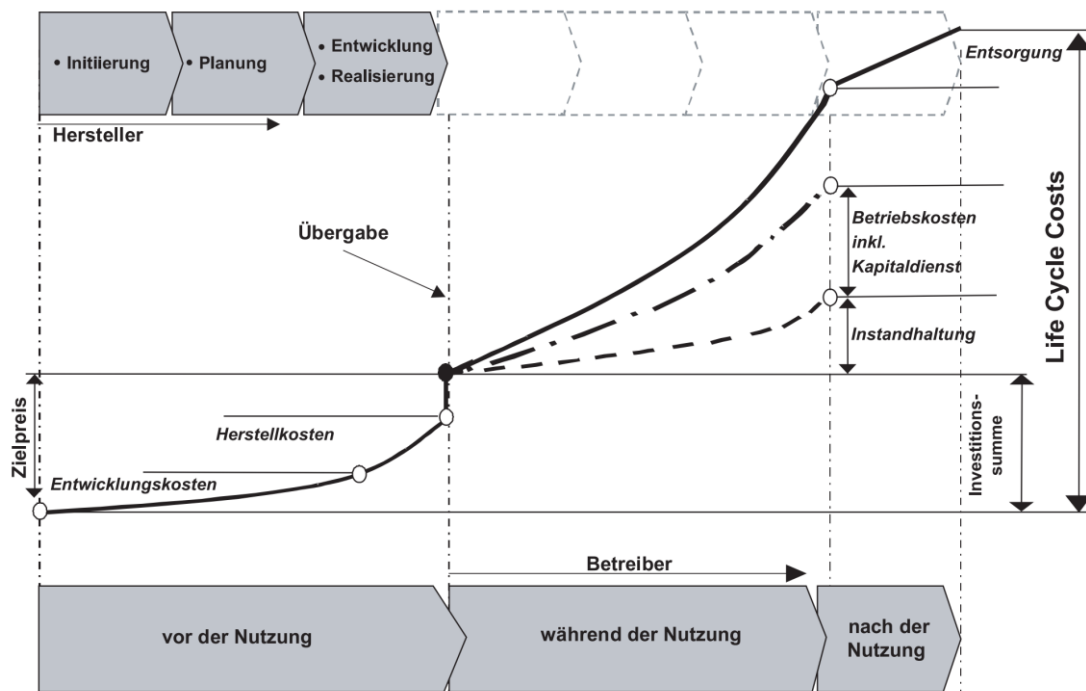 • Initiierung
• Planung
• Entwicklung
• Realisierung
Entsorgung
Hersteller
Übergabe
Betriebskosten
inkl.
Kapitaldienst
Life Cycle Costs
Instandhaltung
Zielpreis
Herstellkosten
Entwicklungskosten
Investitions-
summe
Betreiber
vor der Nutzung
während der Nutzung
nach der
Nutzung